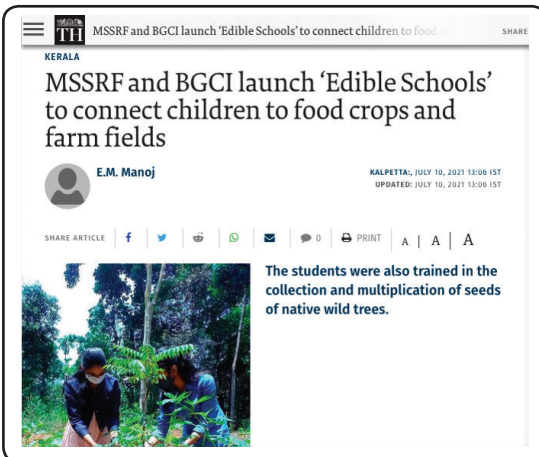 TH MSSRF and BGCI launch ‘Edible Schools’ to connect children to food c SHARE
KERALA
MSSRF and BGCI launch ‘Edible Schools’
to connect children to food crops and
farm fields
E.M. Manoj
KALPETTA:, JULY 10, 2021 13:06 IST
UPDATED: JULY 10, 2021 13:06 IST
SHARE ARTICLE 0 PRINT A | A | A
The students were also trained in the
collection and multiplication of seeds
of native wild trees.